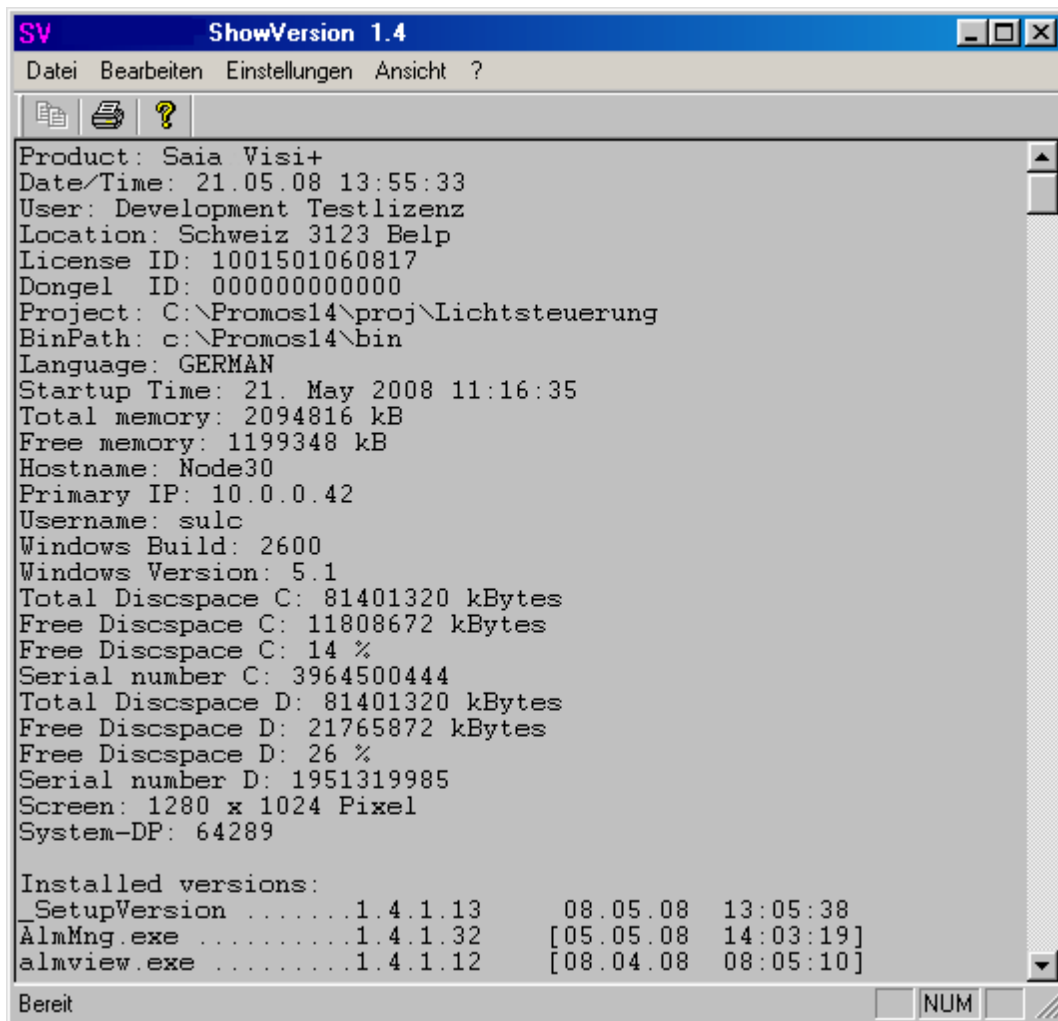 SV ShowVersion 1.4
Datei Bearbeiten Einstellungen Ansicht ?
Product: Saia Visi+
Date/Time: 21.05.08 13:55:33
User: Development Testlizenz
Location: Schweiz 3123 Belp
License ID: 1001501060817
Dongel  ID: 000000000000
Project: C:\Promos14\proj\Lichtsteuerung
BinPath: c:\Promos14\bin
Language: GERMAN
Startup Time: 21. May 2008 11:16:35
Total memory: 2094816 kB
Free memory: 1199348 kB
Hostname: Node30
Primary IP: 10.0.0.42
Username: sulc
Windows Build: 2600
Windows Version: 5.1
Total Discspace C: 81401320 kBytes
Free Discspace C: 11808672 kBytes
Free Discspace C: 14 %
Serial number C: 3964500444
Total Discspace D: 81401320 kBytes
Free Discspace D: 21765872 kBytes
Free Discspace D: 26 %
Serial number D: 1951319985
Screen: 1280 x 1024 Pixel
System-DP: 64289
Installed versions:
_SetupVersion .......1.4.1.13 08.05.08 13:05:38
AlmMng.exe ..........1.4.1.32 [05.05.08 14:03:19]
almview.exe .........1.4.1.12 [08.04.08 08:05:10]
Bereit NUM